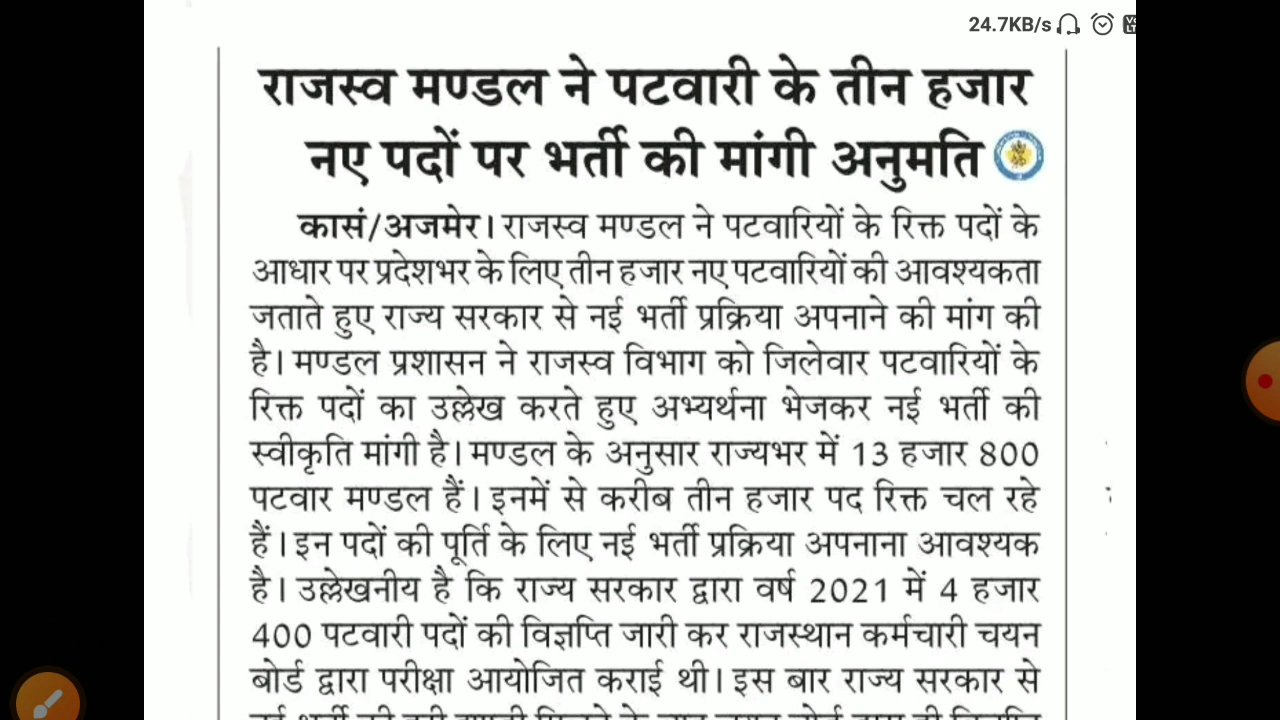 24.7KB/s
राजस्व मण्डल ने पटवारी के तीन हजार
नए पदों पर भर्ती की मांगी अनुमति
कासं/अजमेर। राजस्व मण्डल ने पटवारियों के रिक्त पदों के
आधार पर प्रदेशभर के लिए तीन हजार नए पटवारियों की आवश्यकता
जताते हुए राज्य सरकार से नई भर्ती प्रक्रिया अपनाने की मांग की
है। मण्डल प्रशासन ने राजस्व विभाग को जिलेवार पटवारियों के
रिक्त पदों का उल्लेख करते हुए अभ्यर्थना भेजकर नई भर्ती की
स्वीकृति मांगी है। मण्डल के अनुसार राज्यभर में 13 हजार 800
पटवार मण्डल हैं। इनमें से करीब तीन हजार पद रिक्त चल रहे
हैं। इन पदों की पूर्ति के लिए नई भर्ती प्रक्रिया अपनाना आवश्यक
है। उल्लेखनीय है कि राज्य सरकार द्वारा वर्ष 2021 में 4 हजार
400 पटवारी पदों की विज्ञप्ति जारी कर राजस्थान कर्मचारी चयन
बोर्ड द्वारा परीक्षा आयोजित कराई थी। इस बार राज्य सरकार से